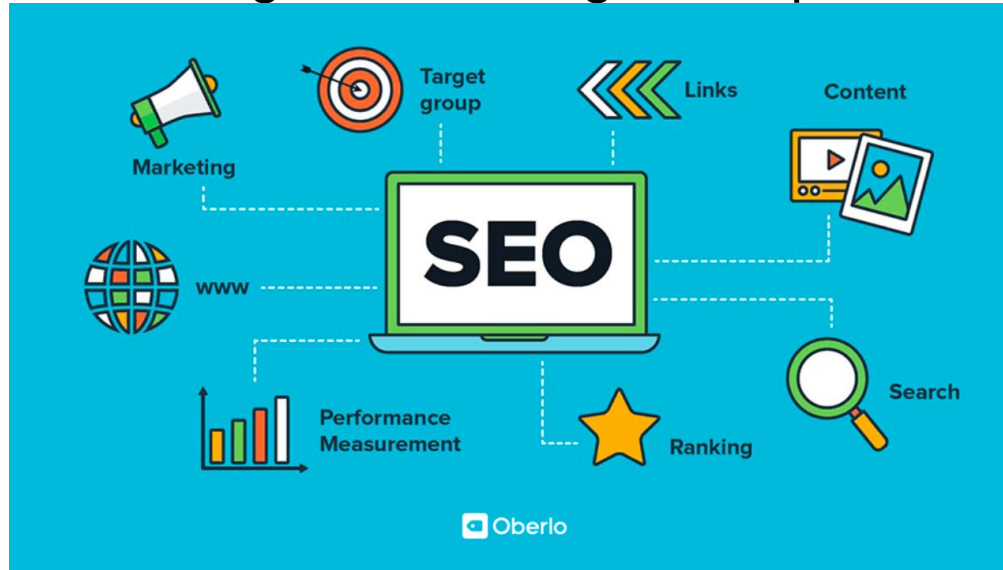 Target
group
Links
Content
Marketing
SEO
www
Search
Performance
Measurement
Ranking
Oberlo